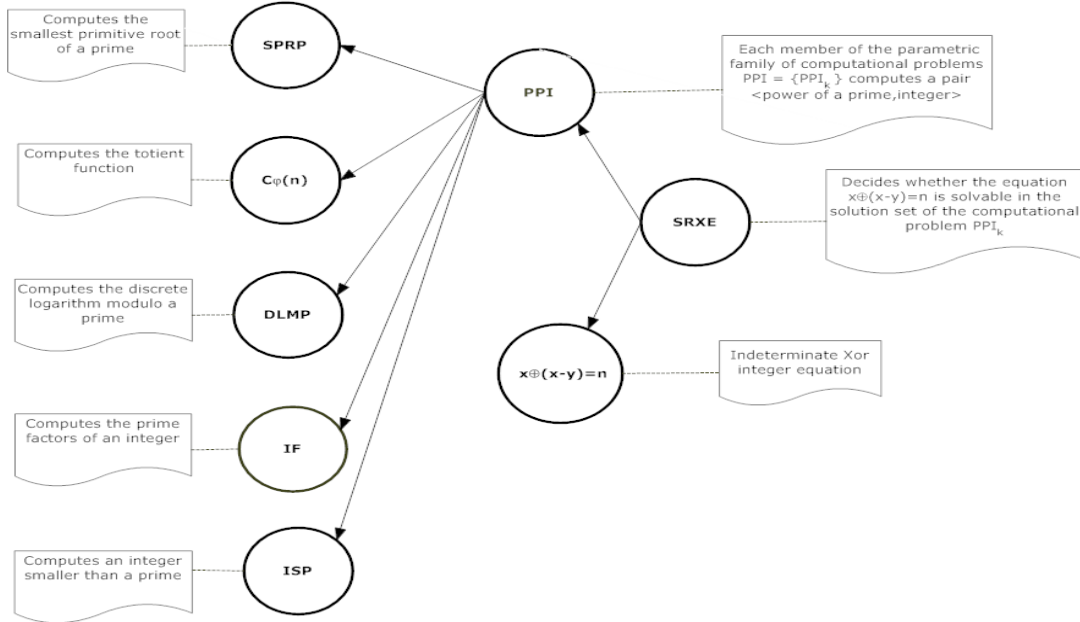 Computes the
smallest primitive root
of a prime
SPRP
PPI
Each member of the parametric
family of computational problems
PPI = {PPIk} computes a pair
<power of a prime,integer>
Computes the totient
function
Cφ(n)
Decides whether the equation
x⊕(x-y)=n is solvable in the
solution set of the computational
problem PPIk
SRXE
Computes the discrete
logarithm modulo a
prime
DLMP
x⊕(x-y)=n
Indeterminate Xor
integer equation
Computes the prime
factors of an integer
IF
Computes an integer
smaller than a prime
ISP